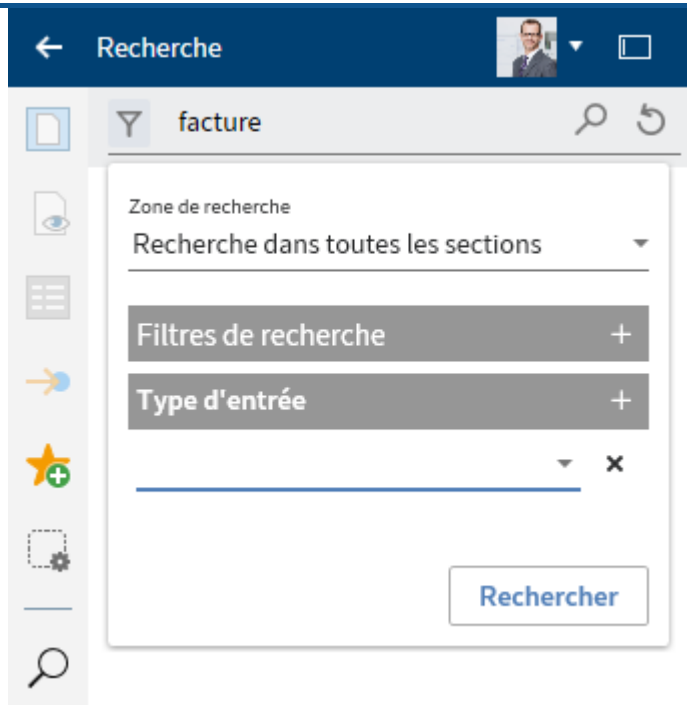 Recherche
facture
Zone de recherche
Recherche dans toutes les sections
Filtres de recherche
Type d'entrée
Rechercher